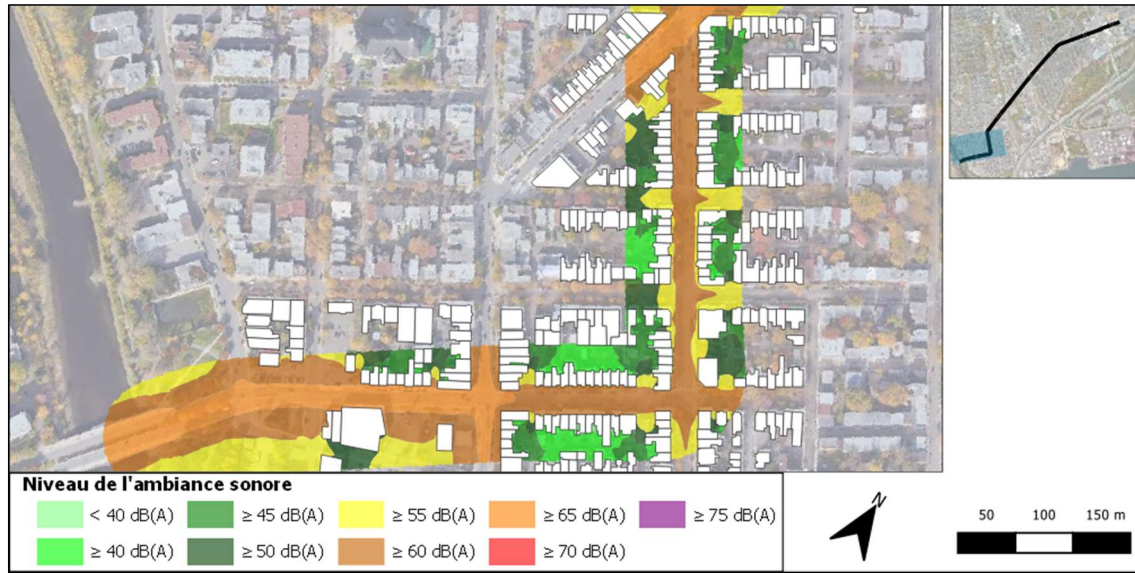 Niveau de l'ambiance sonore
< 40 dB(A) ≥ 45 dB(A) ≥ 55 dB(A) ≥ 65 dB(A) ≥ 75 dB(A)
≥ 40 dB(A) ≥ 50 dB(A) ≥ 60 dB(A) ≥ 70 dB(A)
N
50 100 150 m